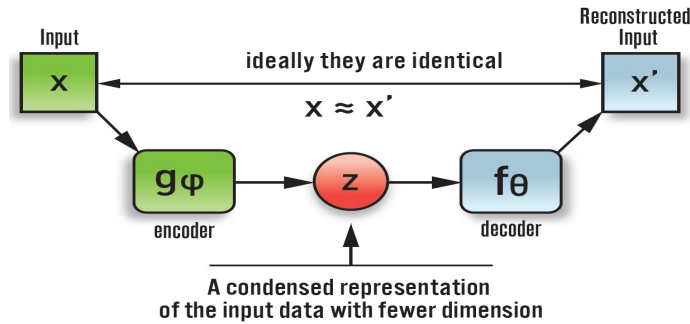 Input
x
Reconstructed
Input
x'
ideally they are identical
x ≈ x'
gφ
encoder
z
fθ
decoder
A condensed representation
of the input data with fewer dimension